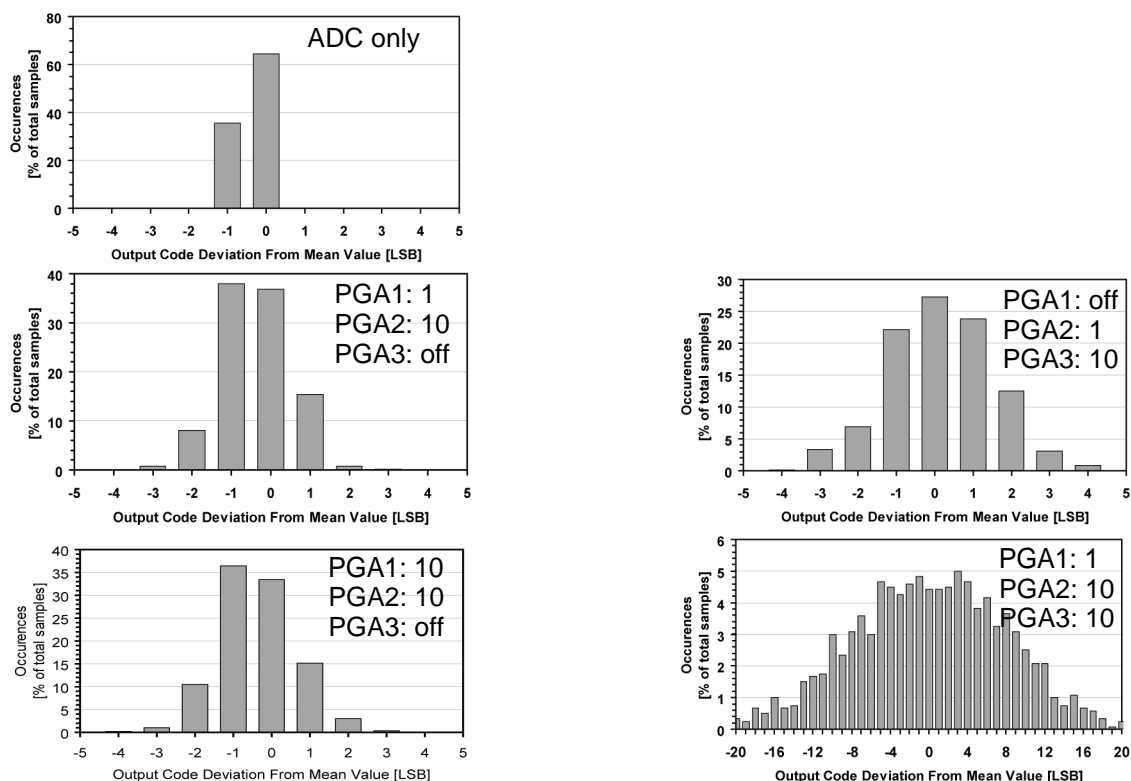 ADC only
Occurences
[% of total samples]
80
60
40
20
0
-5 -4 -3 -2 -1 0 1 2 3 4 5
Output Code Deviation From Mean Value [LSB]
PGA1: 1
PGA2: 10
PGA3: off
Occurences
[% of total samples]
40
30
20
10
0
-5 -4 -3 -2 -1 0 1 2 3 4 5
Output Code Deviation From Mean Value [LSB]
PGA1: off
PGA2: 1
PGA3: 10
Occurences
[% of total samples]
30
25
20
15
10
5
0
-5 -4 -3 -2 -1 0 1 2 3 4 5
Output Code Deviation From Mean Value [LSB]
PGA1: 10
PGA2: 10
PGA3: off
Occurences
[% of total samples]
40
35
30
25
20
15
10
5
0
-5 -4 -3 -2 -1 0 1 2 3 4 5
Output Code Deviation From Mean Value [LSB]
PGA1: 1
PGA2: 10
PGA3: 10
Occurences
[% of total samples]
6
5
4
3
2
1
0
-20 -16 -12 -8 -4 0 4 8 12 16 20
Output Code Deviation From Mean Value [LSB]